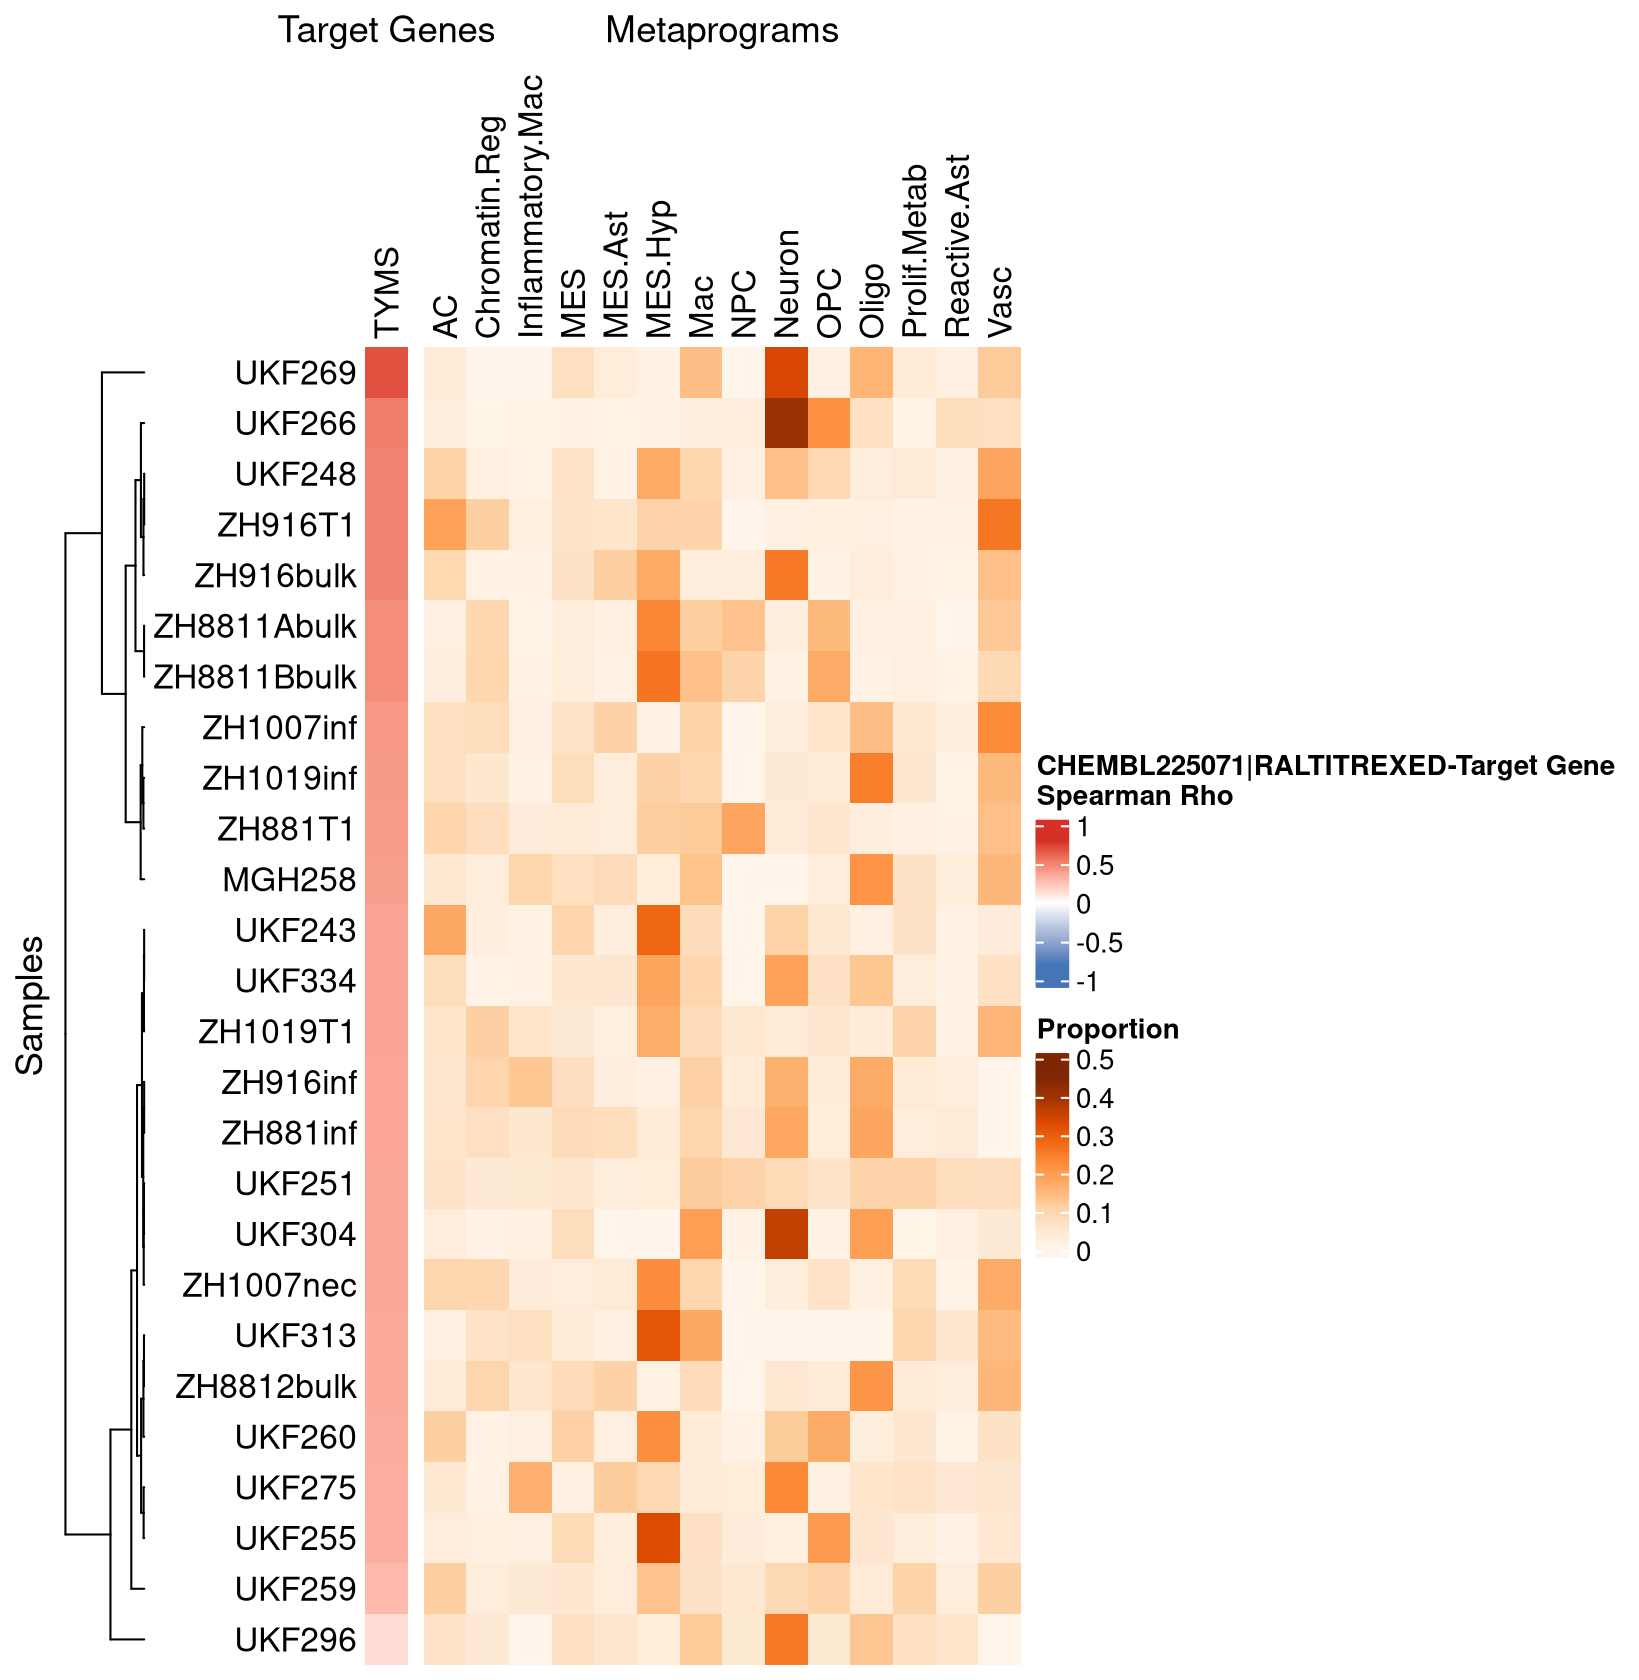 Target Genes
Metaprograms
TYMS
AC
Chromatin.Reg
Inflammatory.Mac
MES
MES.Ast
MES.Hyp
Mac
NPC
Neuron
OPC
Oligo
Prolif.Metab
Reactive.Ast
Vasc
Samples
UKF269
UKF266
UKF248
ZH916T1
ZH916bulk
ZH8811Abulk
ZH8811Bbulk
ZH1007inf
ZH1019inf
ZH881T1
MGH258
UKF243
UKF334
ZH1019T1
ZH916inf
ZH881inf
UKF251
UKF304
ZH1007nec
UKF313
ZH8812bulk
UKF260
UKF275
UKF255
UKF259
UKF296
CHEMBL225071|RALTITREXED-Target Gene
Spearman Rho
1
0.5
0
-0.5
-1
Proportion
0.5
0.4
0.3
0.2
0.1
0